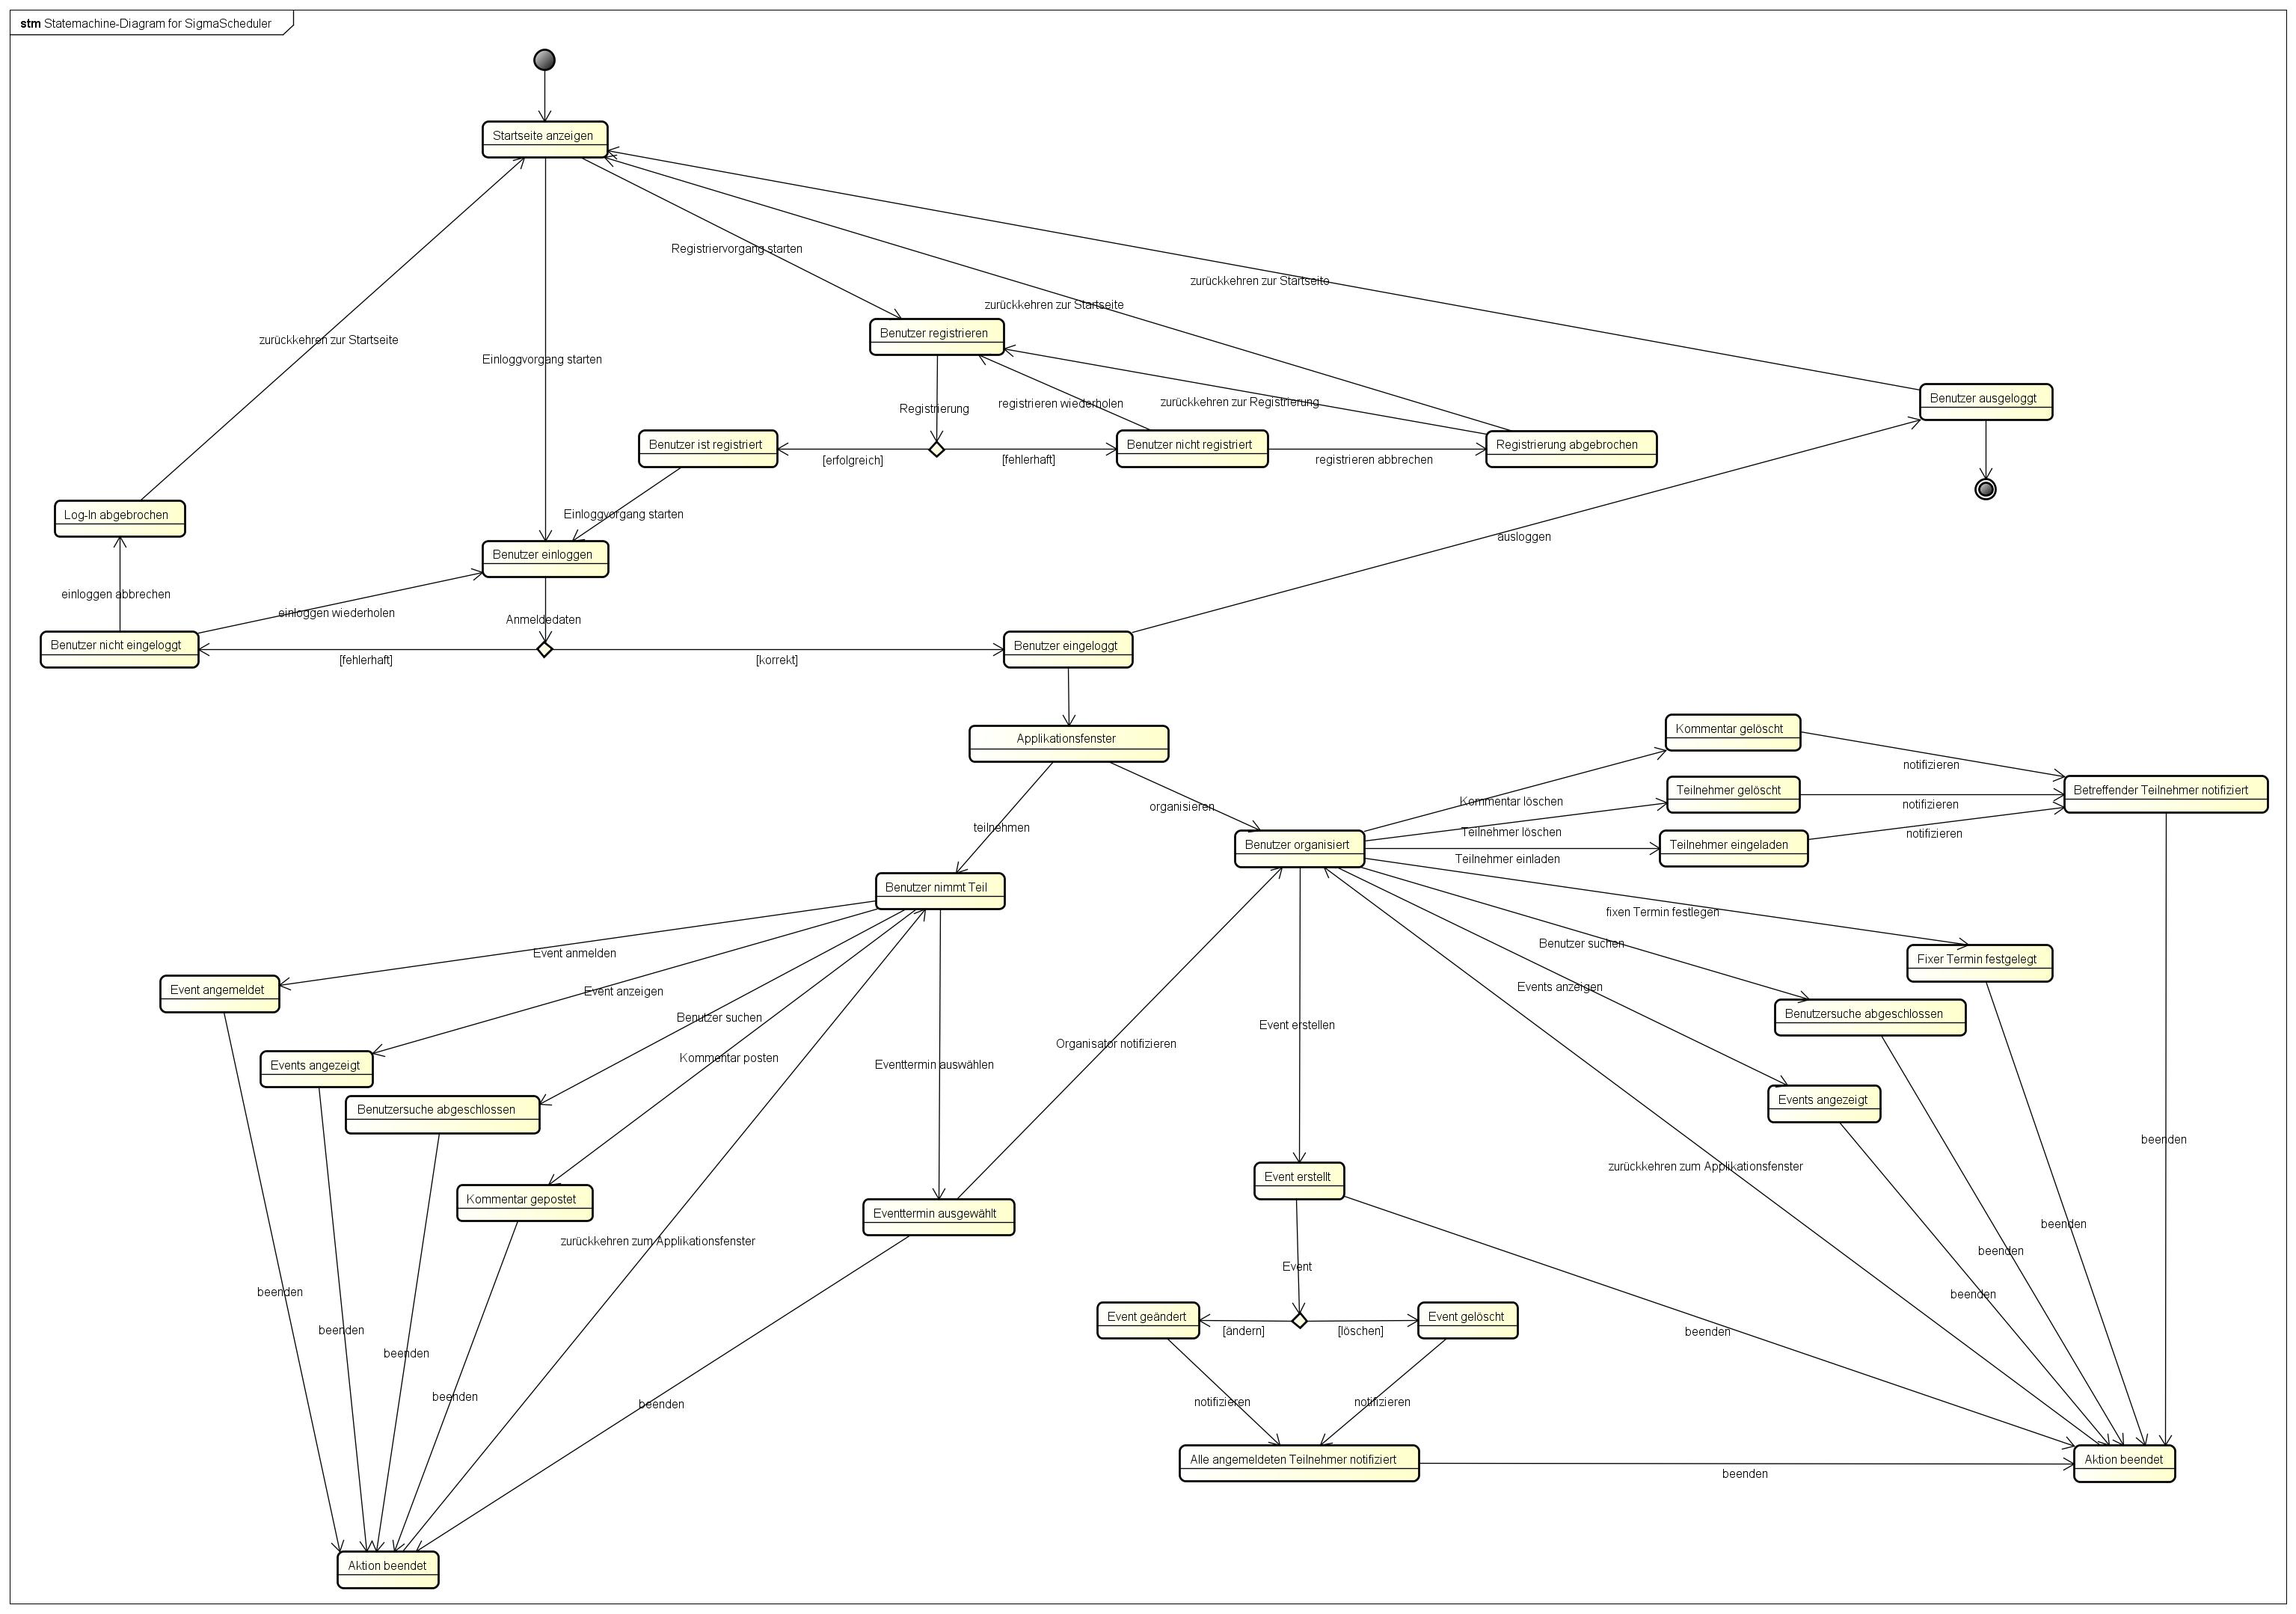 stm Statemachine-Diagram for SigmaScheduler
Startseite anzeigen
Registriervorgang starten
zurückkehren zur Startseite
zurückkehren zur Startseite
Benutzer registrieren
zurückkehren zur Startseite
Einloggvorgang starten
Benutzer ausgeloggt
Registrierung
registrieren wiederholen
zurückkehren zur Registrierung
Benutzer ist registriert
Benutzer nicht registriert
Registrierung abgebrochen
[erfolgreich]
[fehlerhaft]
registrieren abbrechen
Log-In abgebrochen
Einloggvorgang starten
ausloggen
Benutzer einloggen
einloggen abbrechen
einloggen wiederholen
Anmeldedaten
Benutzer nicht eingeloggt
Benutzer eingeloggt
[fehlerhaft]
[korrekt]
Kommentar gelöscht
Applikationsfenster
notifizieren
Teilnehmer gelöscht
Betreffender Teilnehmer notifiziert
Kommentar löschen
notifizieren
organisieren
teilnehmen
Teilnehmer löschen
notifizieren
Benutzer organisiert
Teilnehmer eingeladen
Teilnehmer einladen
Benutzer nimmt Teil
fixen Termin festlegen
Event anmelden
Benutzer suchen
Fixer Termin festgelegt
Event angemeldet
Event anzeigen
Events anzeigen
Benutzer suchen
Event erstellen
Benutzersuche abgeschlossen
Organisator notifizieren
Kommentar posten
Events angezeigt
Eventtermin auswählen
Events angezeigt
Benutzersuche abgeschlossen
beenden
zurückkehren zum Applikationsfenster
Event erstellt
Kommentar gepostet
Eventtermin ausgewählt
beenden
zurückkehren zum Applikationsfenster
beenden
Event
beenden
beenden
Event geändert
Event gelöscht
beenden
[ändern]
[löschen]
beenden
beenden
beenden
notifizieren
notifizieren
beenden
Alle angemeldeten Teilnehmer notifiziert
Aktion beendet
beenden
Aktion beendet